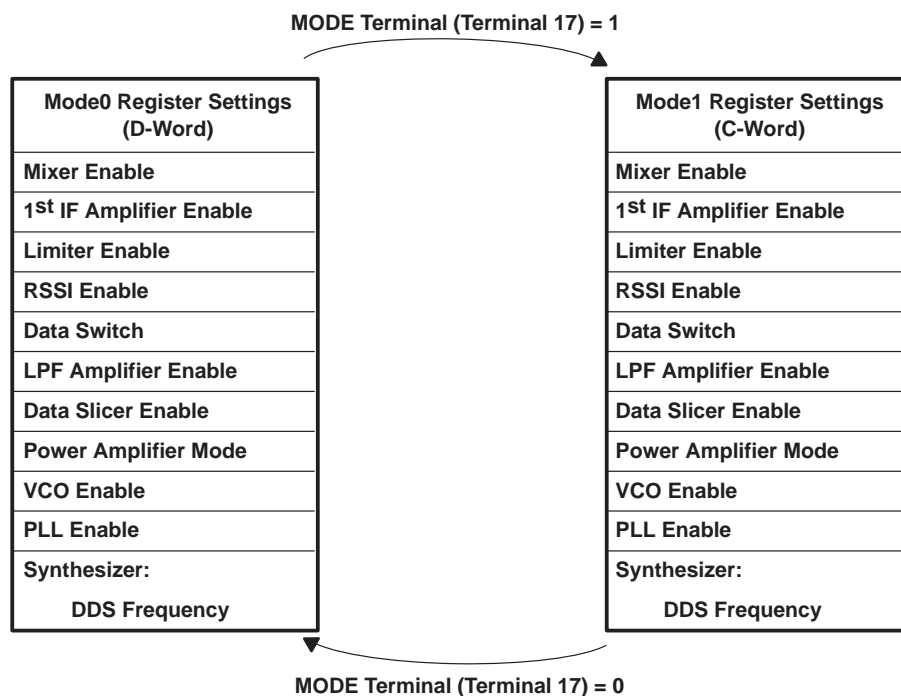 MODE Terminal (Terminal 17) = 1
Mode0 Register Settings
(D-Word)
Mixer Enable
1st IF Amplifier Enable
Limiter Enable
RSSI Enable
Data Switch
LPF Amplifier Enable
Data Slicer Enable
Power Amplifier Mode
VCO Enable
PLL Enable
Synthesizer:
DDS Frequency
Mode1 Register Settings
(C-Word)
Mixer Enable
1st IF Amplifier Enable
Limiter Enable
RSSI Enable
Data Switch
LPF Amplifier Enable
Data Slicer Enable
Power Amplifier Mode
VCO Enable
PLL Enable
Synthesizer:
DDS Frequency
MODE Terminal (Terminal 17) = 0